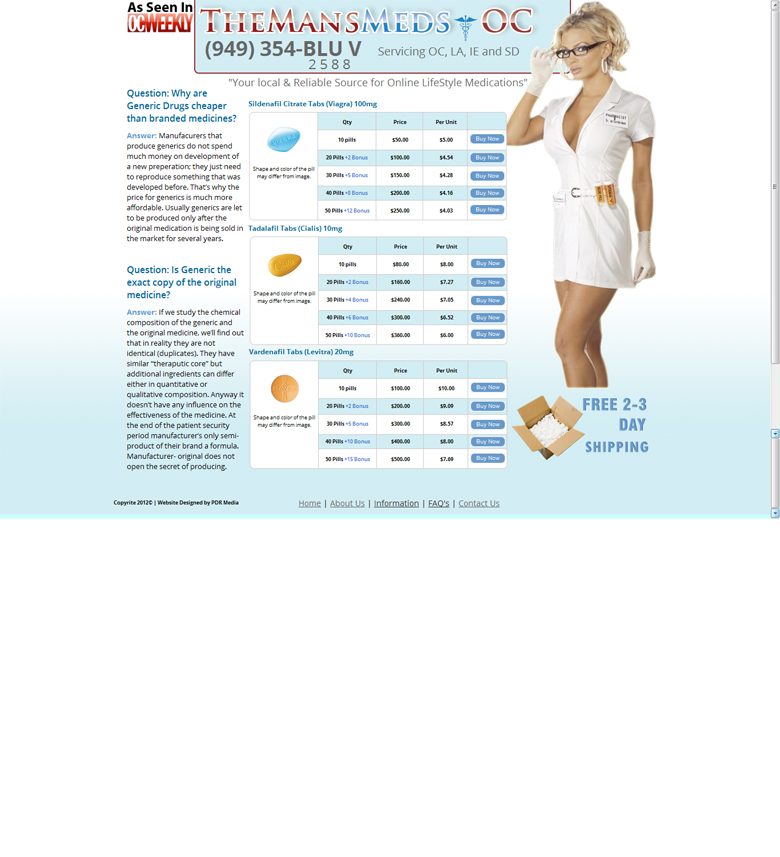 As Seen In
OCWEEKLY
THEMANSMEDS OC
(949) 354-BLU V
2588
Servicing OC, LA, IE and SD
"Your local & Reliable Source for Online LifeStyle Medications"
Question: Why are
Generic Drugs cheaper
than branded medicines?
Answer: Manufacurers that
produce generics do not spend
much money on development of
a new preperation; they just need
to reproduce something that was
developed before. That's why the
price for generics is much more
affordable. Usually generics are let
to be produced only after the
original medication is being sold in
the market for several years.
Question: Is Generic the
exact copy of the original
medicine?
Answer: If we study the chemical
composition of the generic and
the original medicine, we'll find out
that in reality they are not
identical (duplicates). They have
similar "theraputic core" but
additional ingredients can differ
either in quantitative or
qualitative composition. Anyway it
doesn't have any influence on the
effectiveness of the medicine. At
the end of the patient security
period manufacturer's only semi-
product of their brand a formula.
Manufacturer- original does not
open the secret of producing.
Sildenafil Citrate Tabs (Viagra) 100mg
Qty Price Per Unit
10 pills $50.00 $5.00 Buy Now
20 Pills +2 Bonus $100.00 $4.54 Buy Now
30 Pills +5 Bonus $150.00 $4.28 Buy Now
40 Pills +8 Bonus $200.00 $4.16 Buy Now
50 Pills +12 Bonus $250.00 $4.03 Buy Now
Shape and color of the pill
may differ from image.
Tadalafil Tabs (Cialis) 10mg
Qty Price Per Unit
10 pills $80.00 $8.00 Buy Now
20 Pills +2 Bonus $160.00 $7.27 Buy Now
30 Pills +4 Bonus $240.00 $7.05 Buy Now
40 Pills +6 Bonus $300.00 $6.52 Buy Now
50 Pills +10 Bonus $360.00 $6.00 Buy Now
Shape and color of the pill
may differ from image.
Vardenafil Tabs (Levitra) 20mg
Qty Price Per Unit
10 pills $100.00 $10.00 Buy Now
20 Pills +2 Bonus $200.00 $9.09 Buy Now
30 Pills +5 Bonus $300.00 $8.57 Buy Now
40 Pills +10 Bonus $400.00 $8.00 Buy Now
50 Pills +15 Bonus $500.00 $7.69 Buy Now
Shape and color of the pill
may differ from image.
PHARMACIST
FREE 2-3
DAY
SHIPPING
Copyrite 2012© | Website Designed by PDR Media
Home | About Us | Information | FAQ's | Contact Us